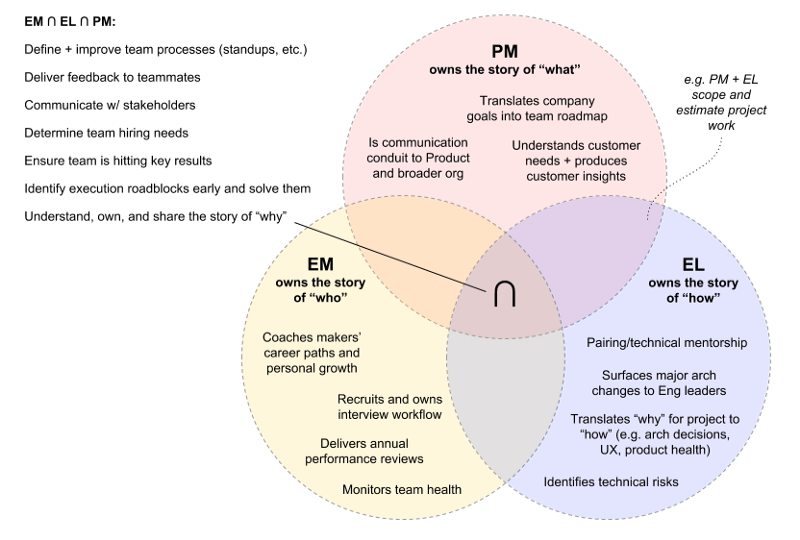 EM ∩ EL ∩ PM:
Define + improve team processes (standups, etc.)
Deliver feedback to teammates
Communicate w/ stakeholders
Determine team hiring needs
Ensure team is hitting key results
Identify execution roadblocks early and solve them
Understand, own, and share the story of “why”
PM
owns the story of “what”
Translates company
goals into team roadmap
Is communication
conduit to Product
and broader org
Understands customer
needs + produces
customer insights
e.g. PM + EL
scope and
estimate project
work
EM
owns the story
of “who”
Coaches makers’
career paths and
personal growth
Recruits and owns
interview workflow
Delivers annual
performance reviews
Monitors team health
∩
EL
owns the story
of “how”
Pairing/technical mentorship
Surfaces major arch
changes to Eng leaders
Translates “why” for project to
“how” (e.g. arch decisions,
UX, product health)
Identifies technical risks